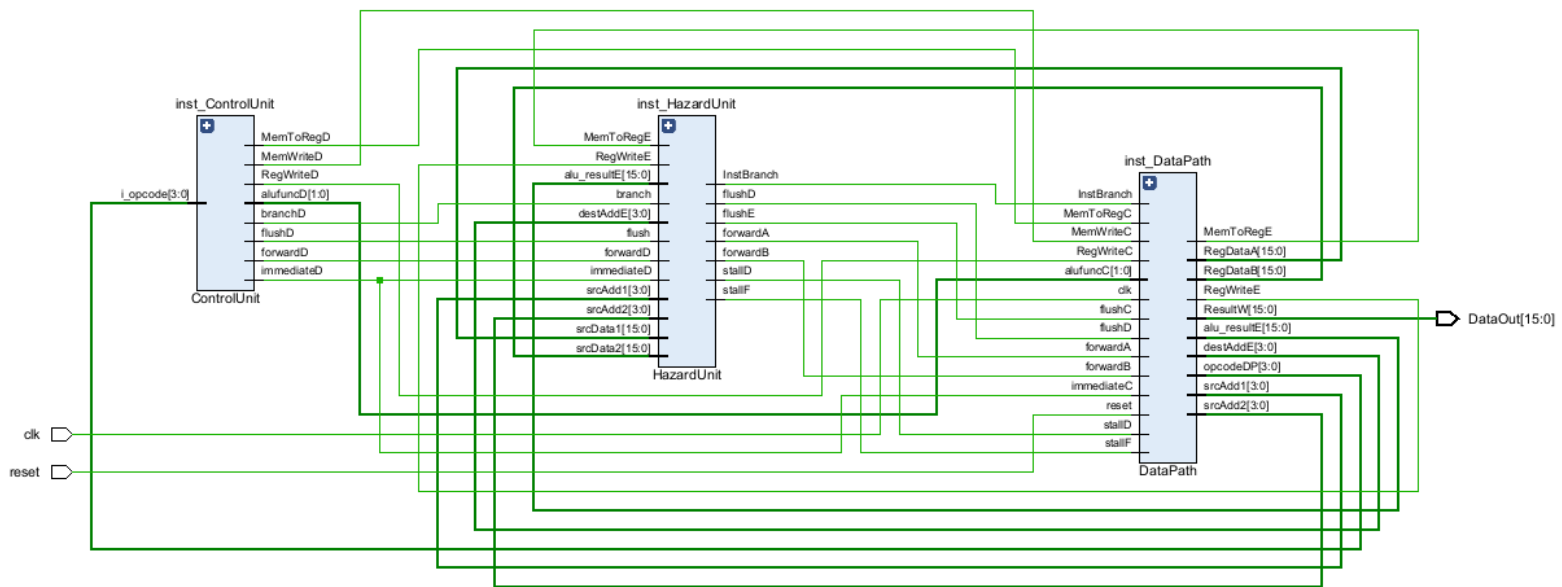 inst_ControlUnit
i_opcode[3:0]
MemToRegD
MemWriteD
RegWriteD
alufuncD[1:0]
branchD
flushD
forwardD
immediateD
ControlUnit
inst_HazardUnit
MemToRegE
RegWriteE
alu_resultE[15:0]
branch
destAddE[3:0]
flush
forwardD
immediateD
srcAdd1[3:0]
srcAdd2[3:0]
srcData1[15:0]
srcData2[15:0]
InstBranch
flushD
flushE
forwardA
forwardB
stallD
stallF
HazardUnit
inst_DataPath
InstBranch
MemToRegC
MemWriteC
RegWriteC
alufuncC[1:0]
clk
flushC
flushD
forwardA
forwardB
immediateC
reset
stallD
stallF
MemToRegE
RegDataA[15:0]
RegDataB[15:0]
RegWriteE
ResultW[15:0]
alu_resultE[15:0]
destAddE[3:0]
opcodeDP[3:0]
srcAdd1[3:0]
srcAdd2[3:0]
DataPath
DataOut[15:0]
clk
reset